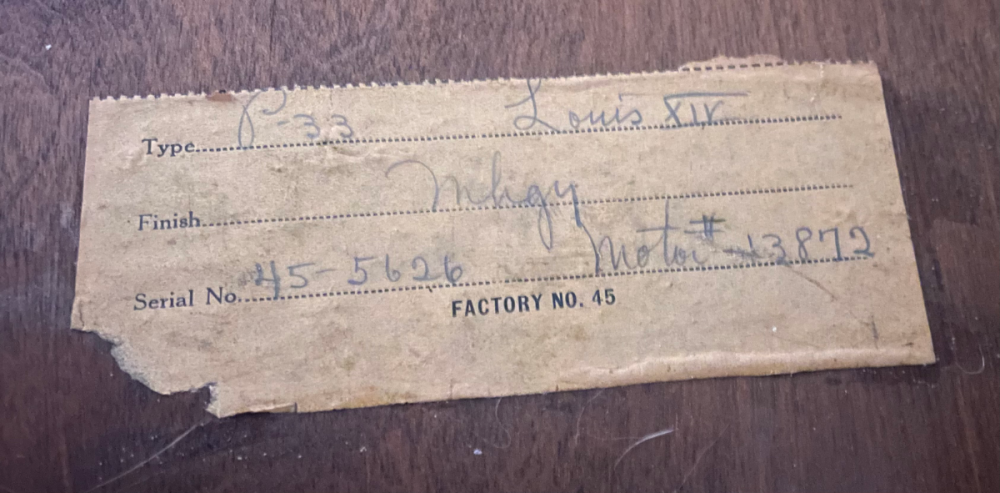 Type P-33 Louis XIV
Finish Mhgy
Serial No. 45-5626 Motor# 13872
FACTORY NO. 45